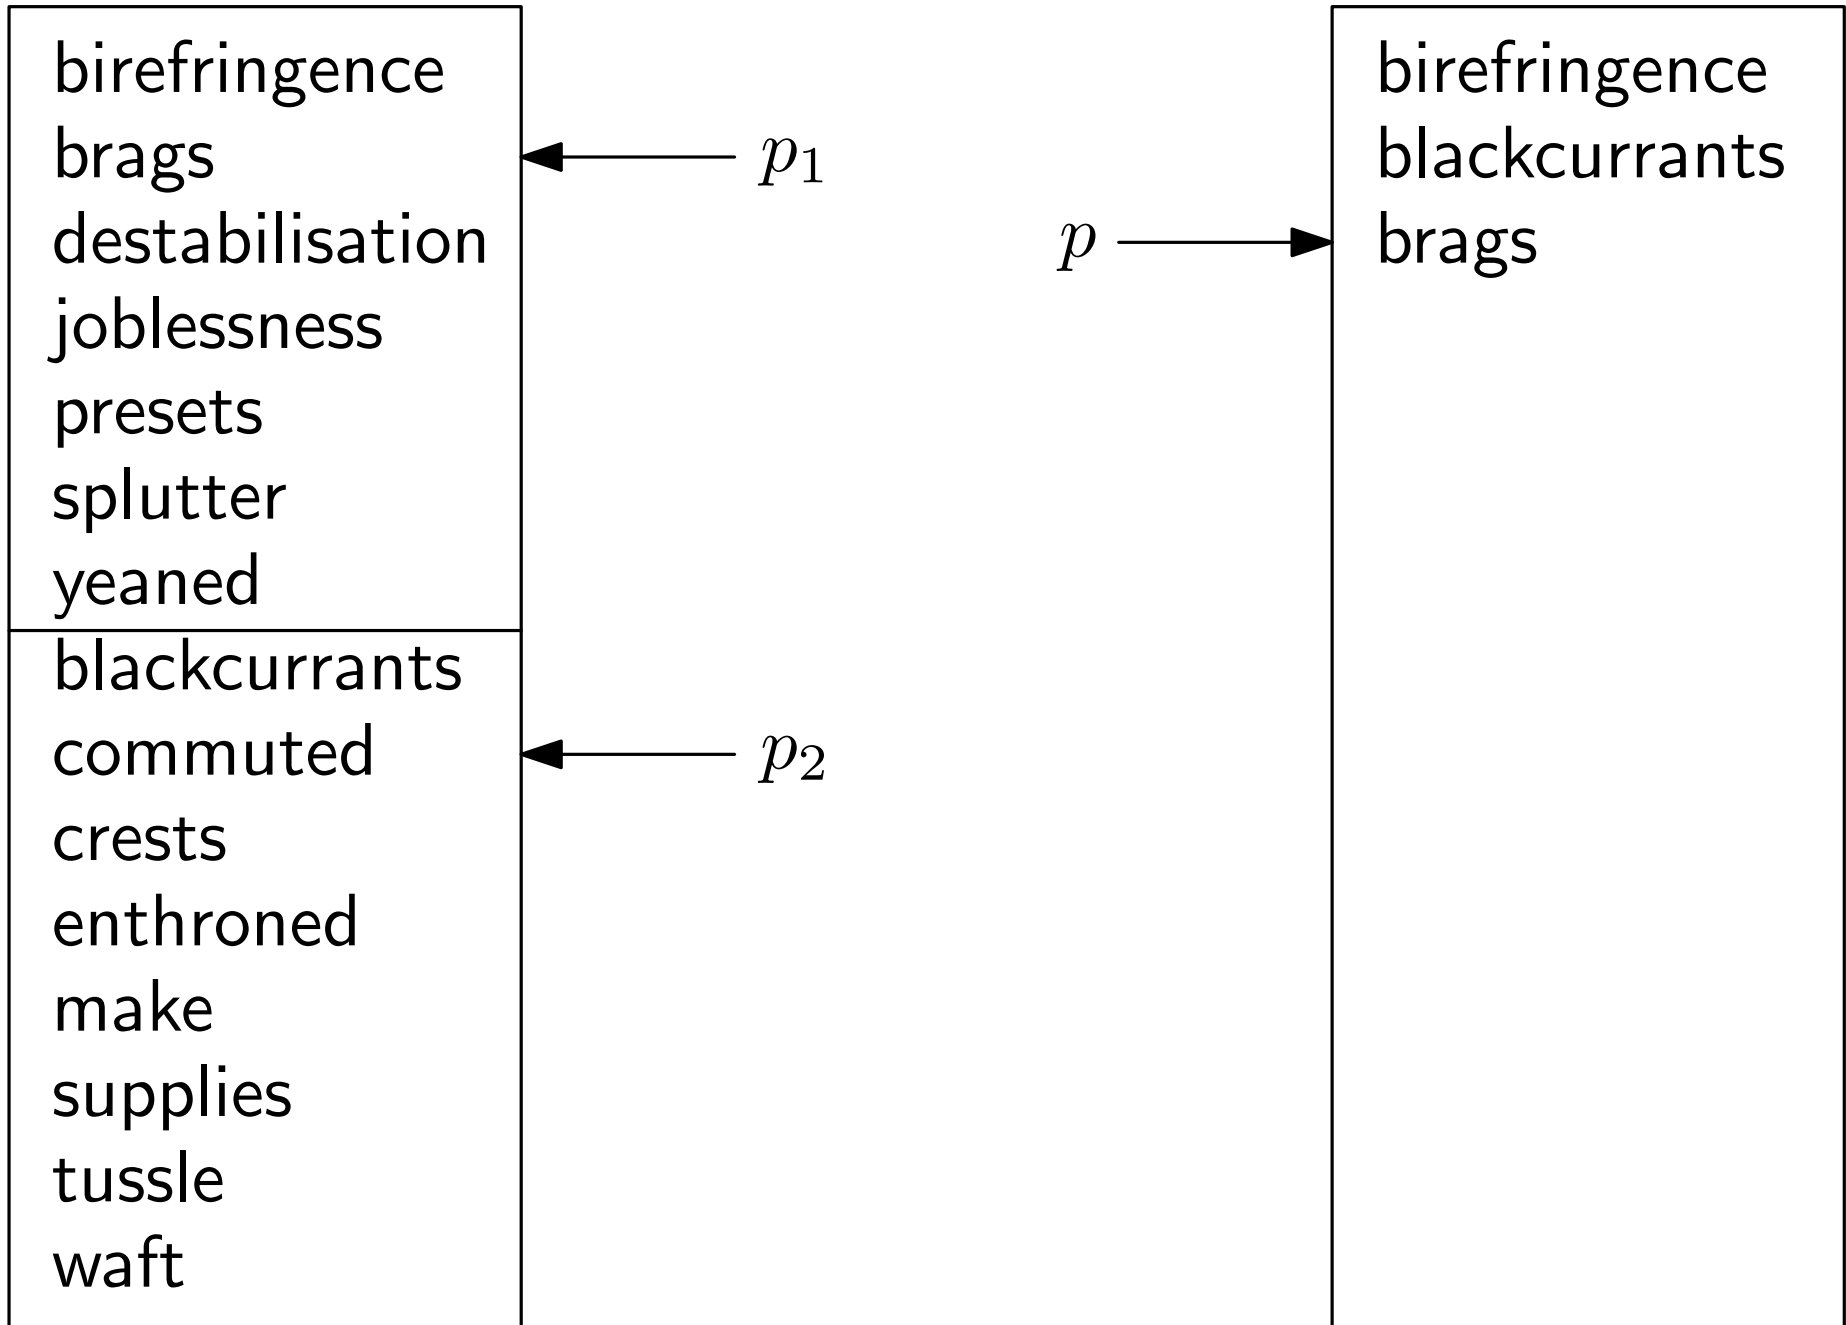 birefringence
brags
destabilisation
joblessness
presets
splutter
yeaned
blackcurrants
commuted
crests
enthroned
make
supplies
tussle
waft
p₁
p₂
p
birefringence
blackcurrants
brags